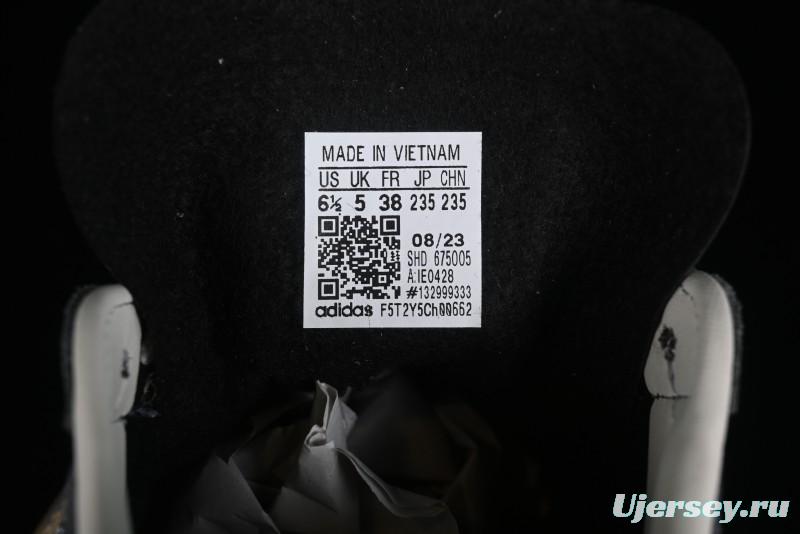 MADE IN VIETNAM
US UK FR JP CHN
6½ 5 38 235 235
08/23
SHD 675005
A:IE0428
#132999333
adidas F5T2Y5Ch00662
Ujersey.ru